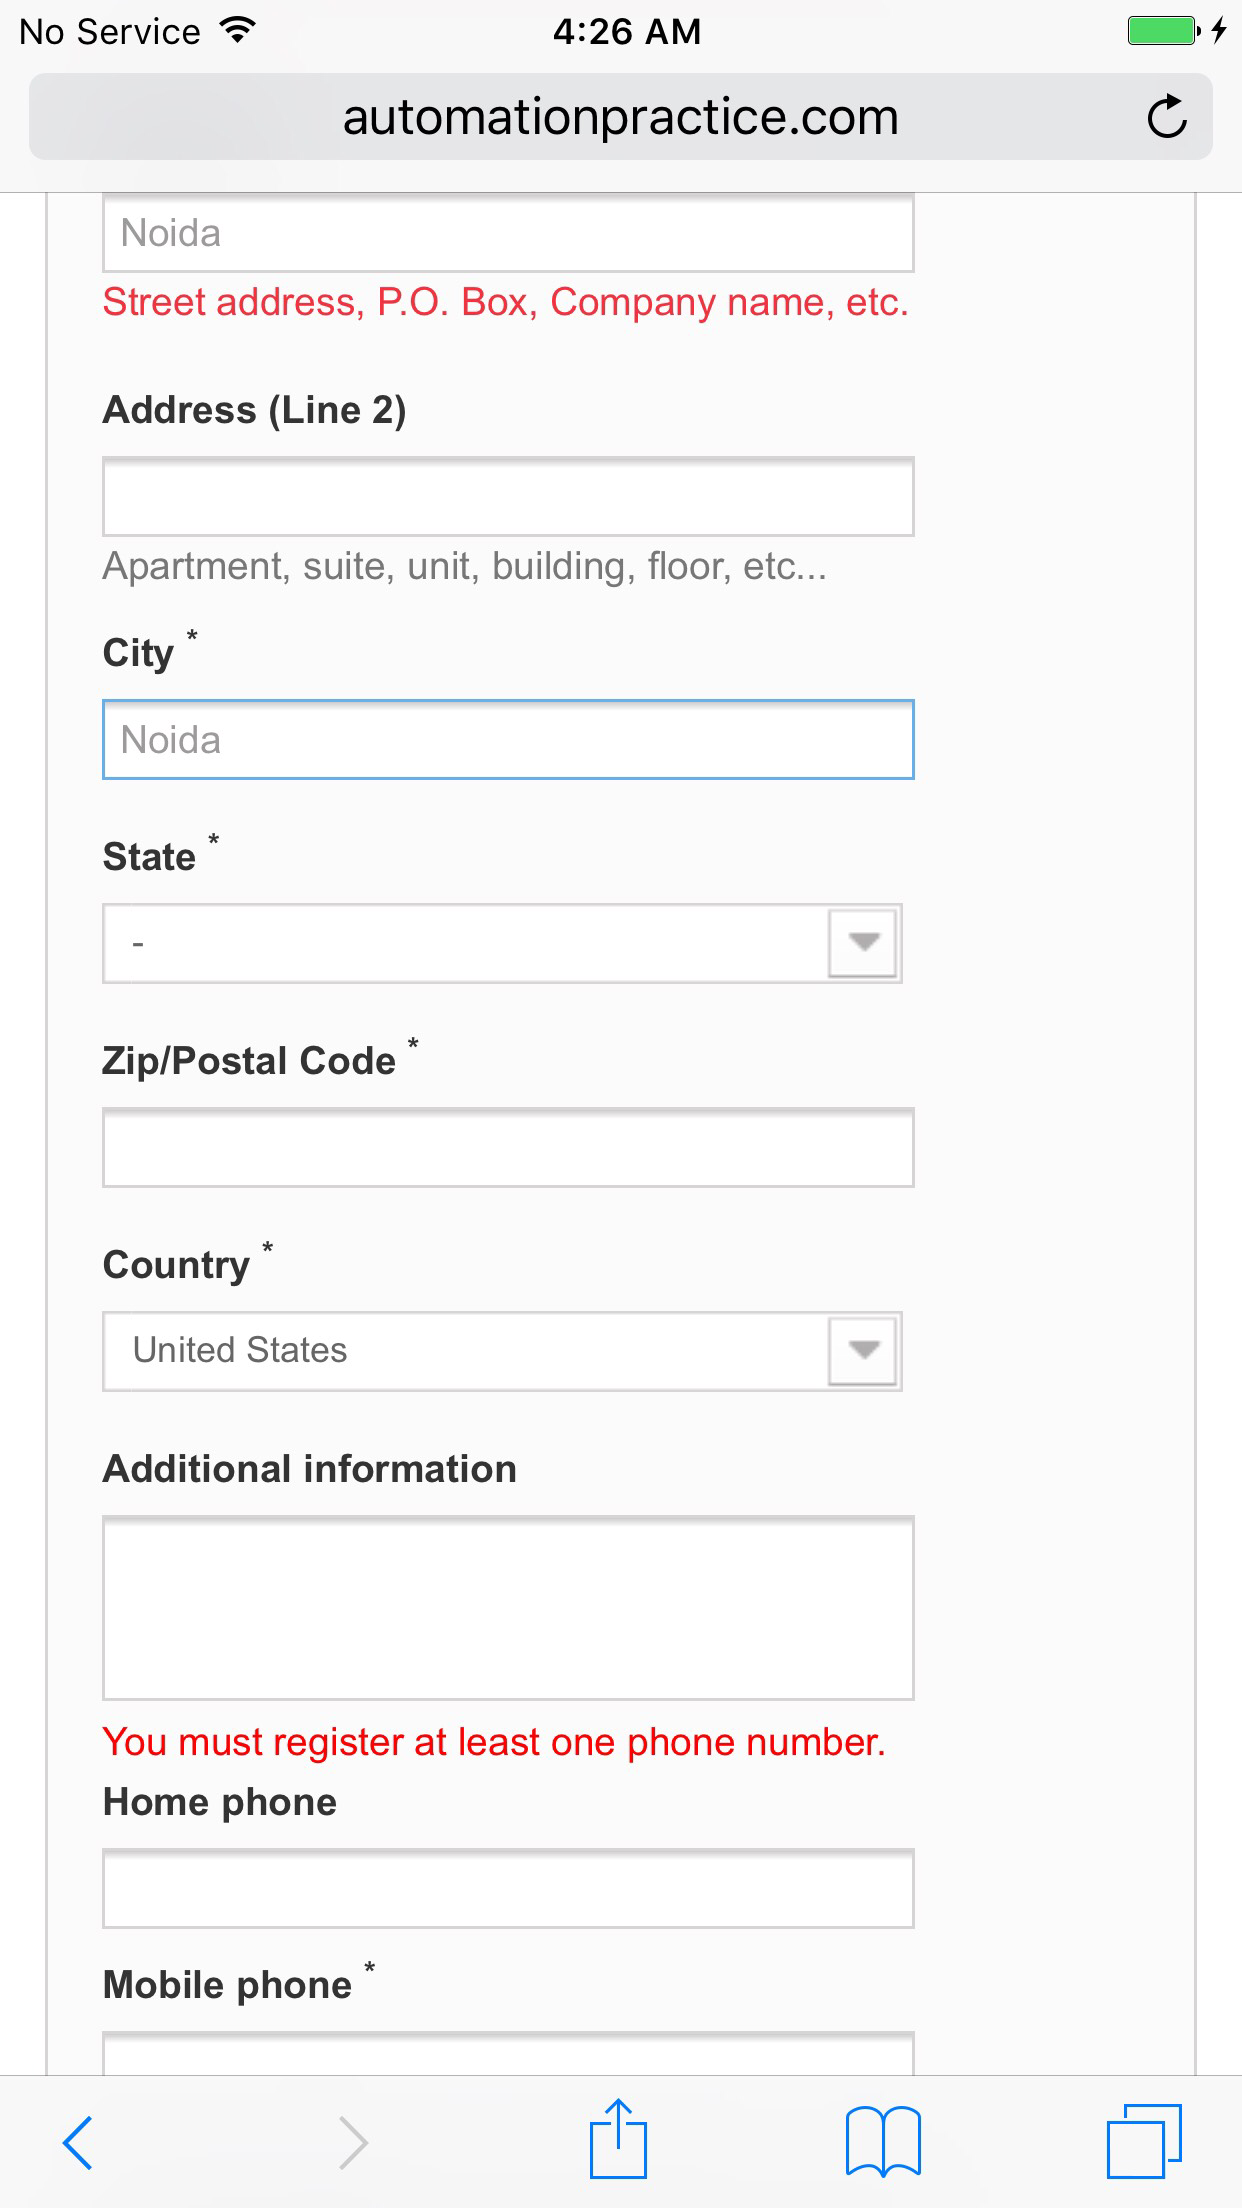 No Service 4:26 AM
automationpractice.com
Noida
Street address, P.O. Box, Company name, etc.
Address (Line 2)
Apartment, suite, unit, building, floor, etc...
City *
Noida
State *
-
Zip/Postal Code *
Country *
United States
Additional information
You must register at least one phone number.
Home phone
Mobile phone *